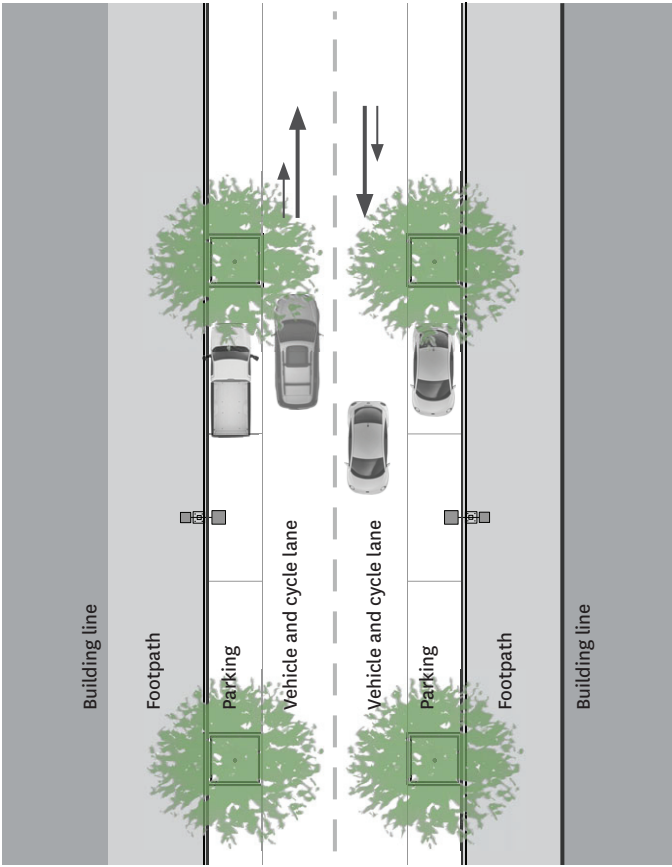 Building line
Footpath
Parking
Vehicle and cycle lane
Vehicle and cycle lane
Parking
Footpath
Building line